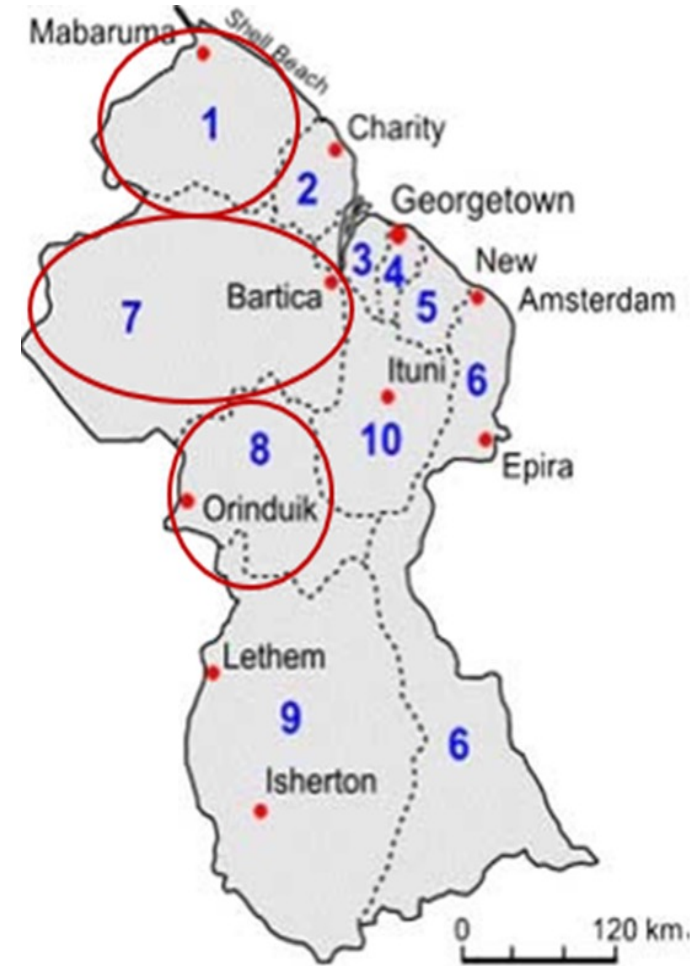 Mabaruma
Shell Beach
1
Charity
2
Georgetown
3
4
New
Amsterdam
5
Bartica
7
Ituni
6
8
10
Epira
Orinduik
Lethem
9
6
Isherton
0 120 km.